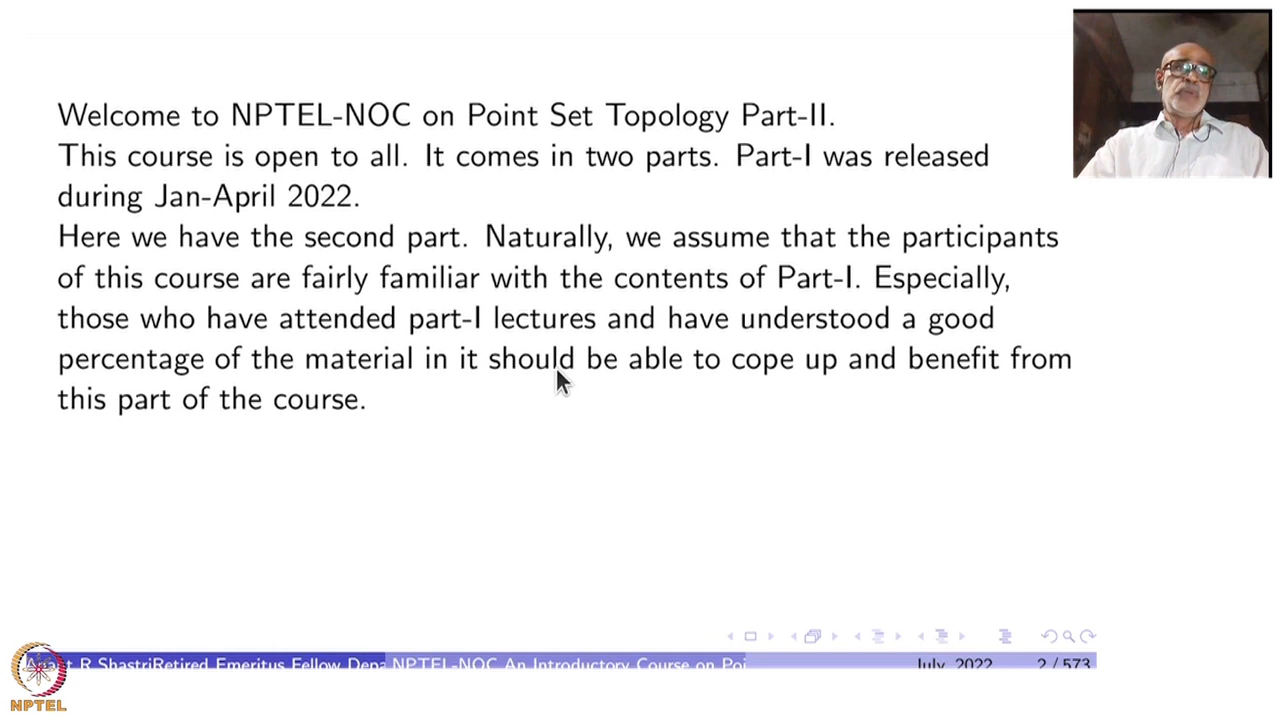 Welcome to NPTEL-NOC on Point Set Topology Part-II.
This course is open to all. It comes in two parts. Part-I was released
during Jan-April 2022.
Here we have the second part. Naturally, we assume that the participants
of this course are fairly familiar with the contents of Part-I. Especially,
those who have attended part-I lectures and have understood a good
percentage of the material in it should be able to cope up and benefit from
this part of the course.
R ShastriRetired Emeritus Fellow Depa NPTEL-NOC An Introductory Course on Poi July, 2022 2 / 573
NPTEL